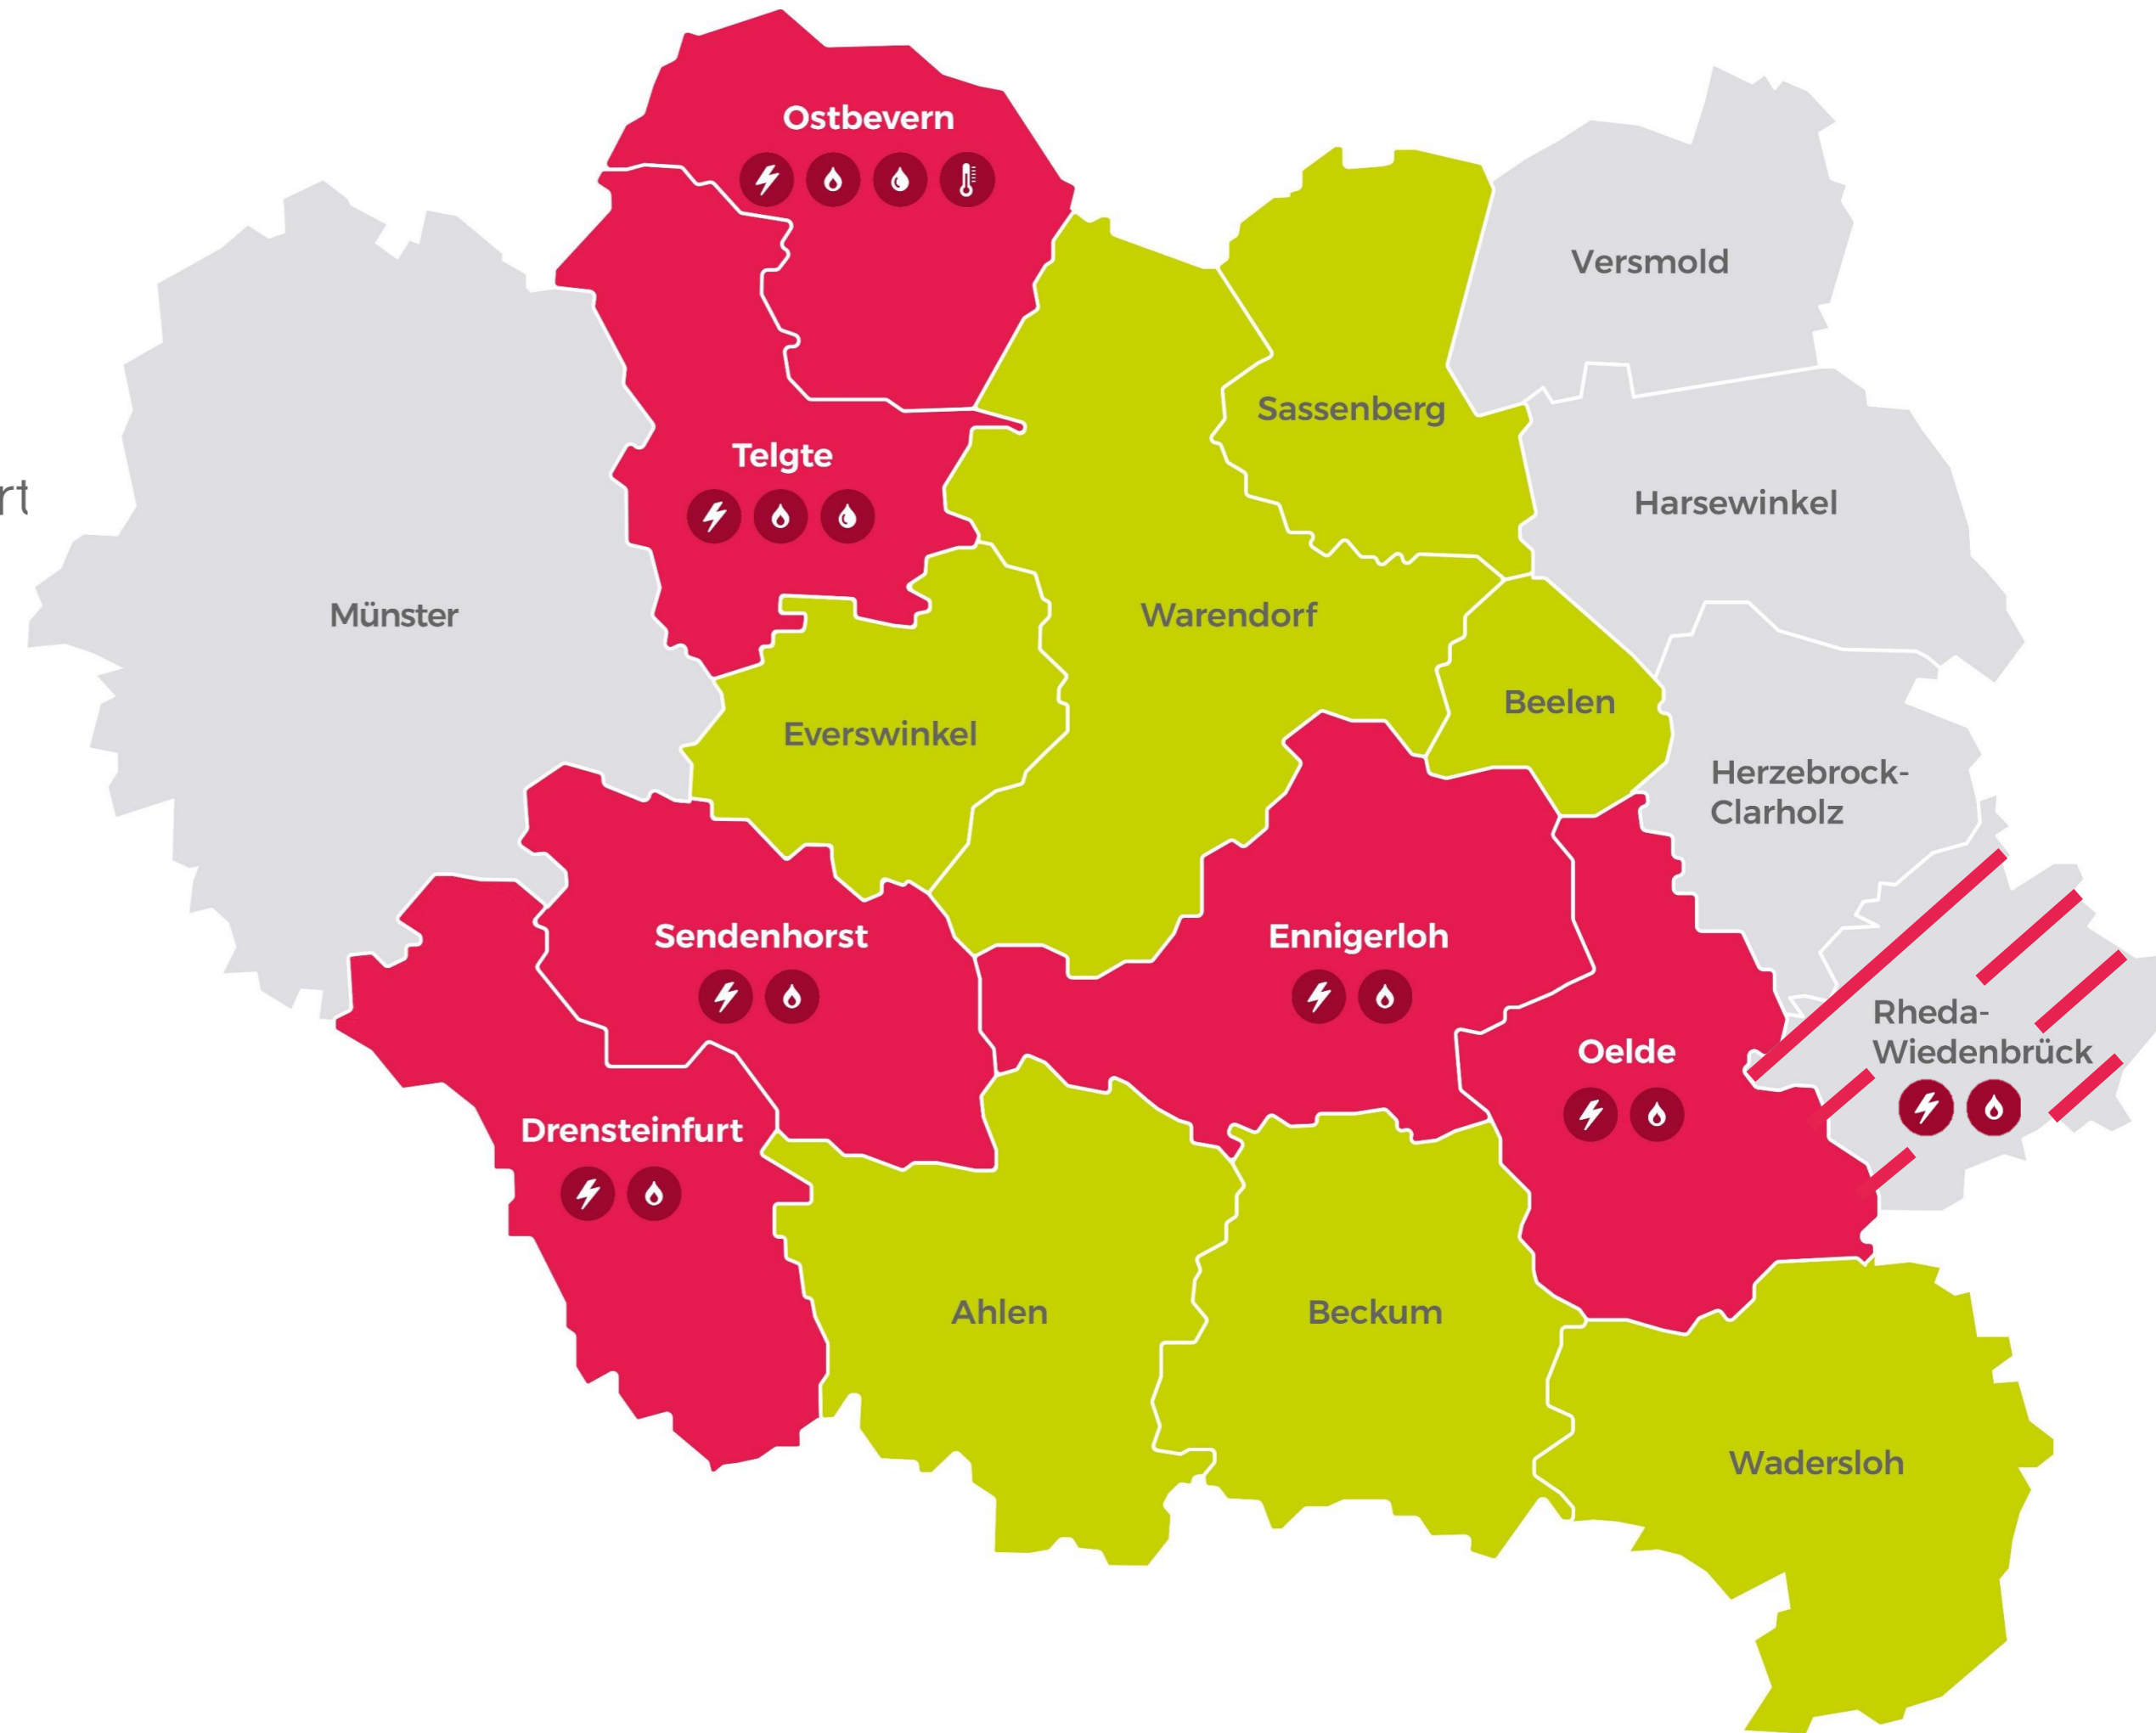 Ostbevern
Versmold
Sassenberg
Telgte
Harsewinkel
Münster
Warendorf
Beelen
Everswinkel
Herzebrock-
Clarholz
Sendenhorst
Ennigerloh
Rheda-
Wiedenbrück
Oelde
Drensteinfurt
Ahlen
Beckum
Wadersloh